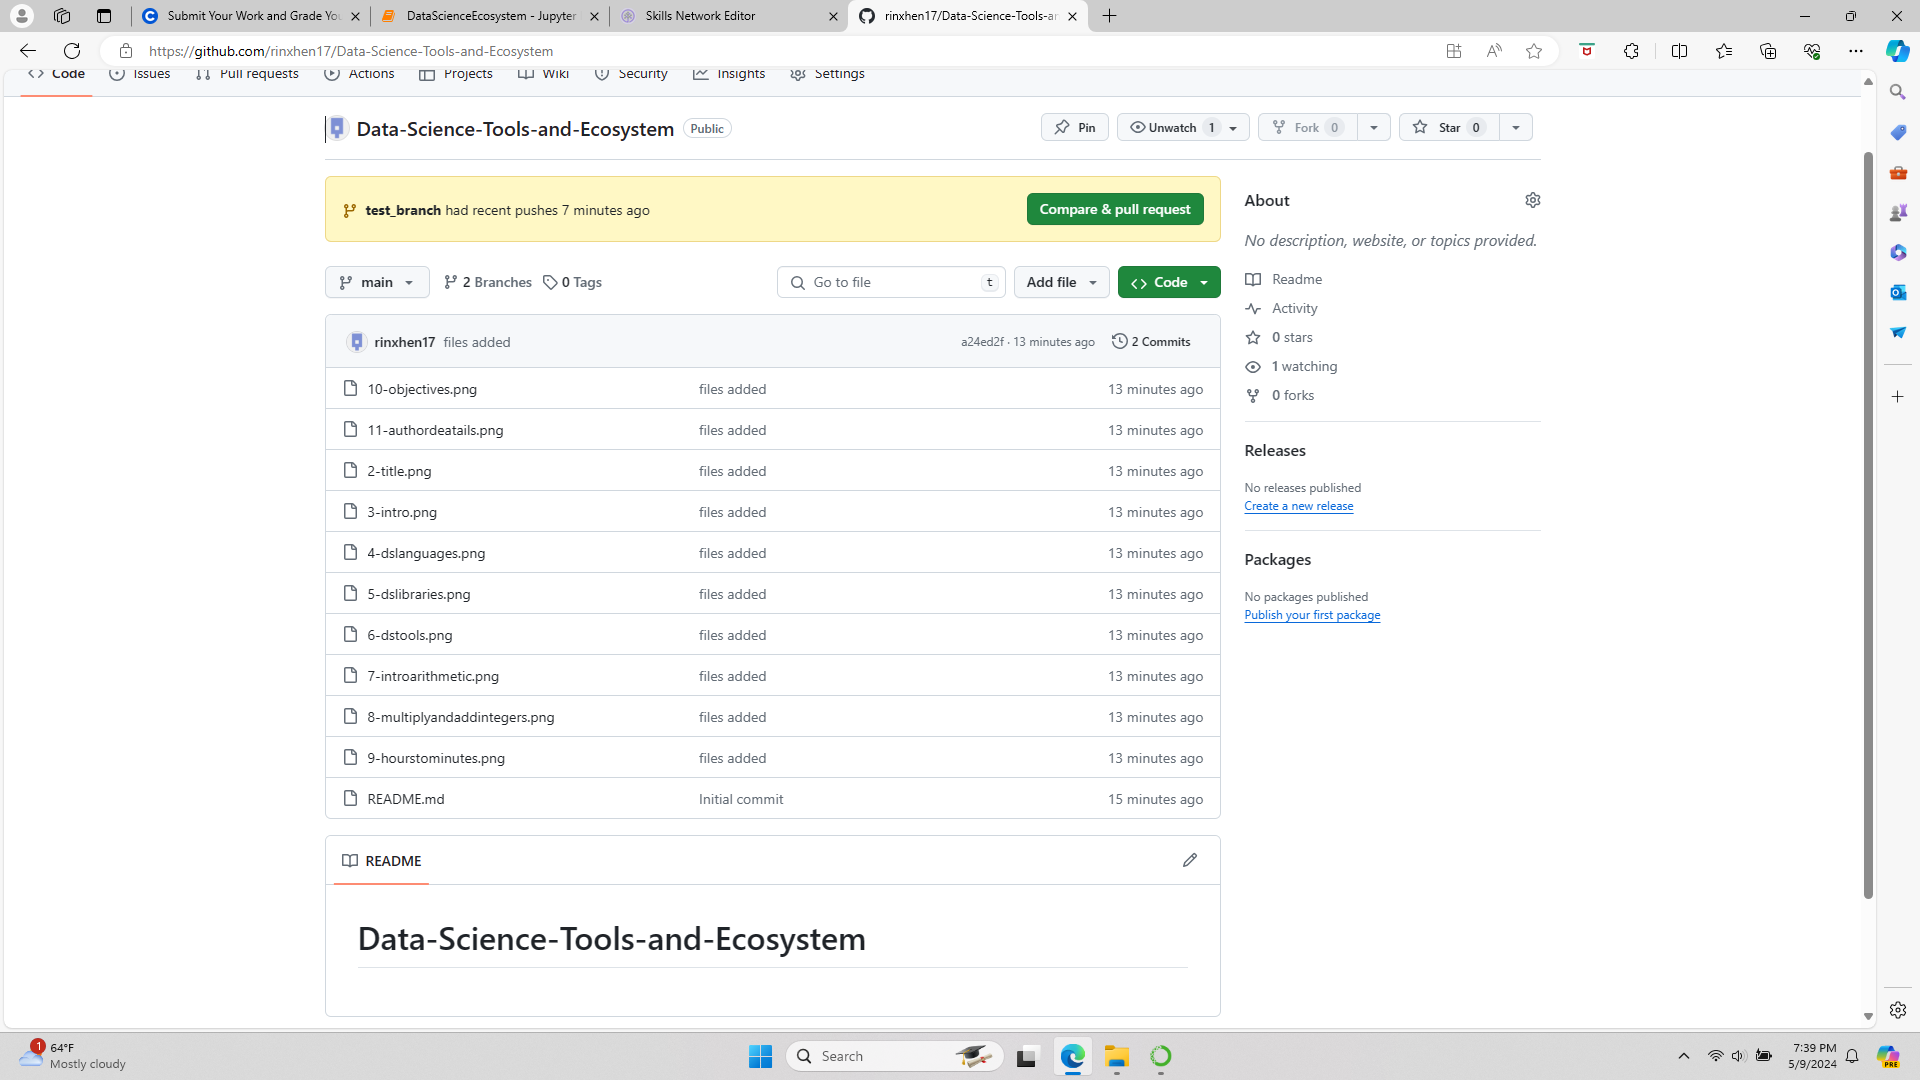 Submit Your Work and Grade You
DataScienceEcosystem - Jupyter
Skills Network Editor
rinxhen17/Data-Science-Tools-an
https://github.com/rinxhen17/Data-Science-Tools-and-Ecosystem
Code Issues Pull requests Actions Projects Wiki Security Insights Settings
Data-Science-Tools-and-Ecosystem Public
Pin Unwatch 1 Fork 0 Star 0
test_branch had recent pushes 7 minutes ago
Compare & pull request
main 2 Branches 0 Tags
Go to file t Add file Code
rinxhen17 files added a24ed2f · 13 minutes ago 2 Commits
10-objectives.png files added 13 minutes ago
11-authordeatails.png files added 13 minutes ago
2-title.png files added 13 minutes ago
3-intro.png files added 13 minutes ago
4-dslanguages.png files added 13 minutes ago
5-dslibraries.png files added 13 minutes ago
6-dstools.png files added 13 minutes ago
7-introarithmetic.png files added 13 minutes ago
8-multiplyandaddintegers.png files added 13 minutes ago
9-hourstominutes.png files added 13 minutes ago
README.md Initial commit 15 minutes ago
README
Data-Science-Tools-and-Ecosystem
About
No description, website, or topics provided.
Readme
Activity
0 stars
1 watching
0 forks
Releases
No releases published
Create a new release
Packages
No packages published
Publish your first package
1
64°F
Mostly cloudy
Search
7:39 PM
5/9/2024
PRE